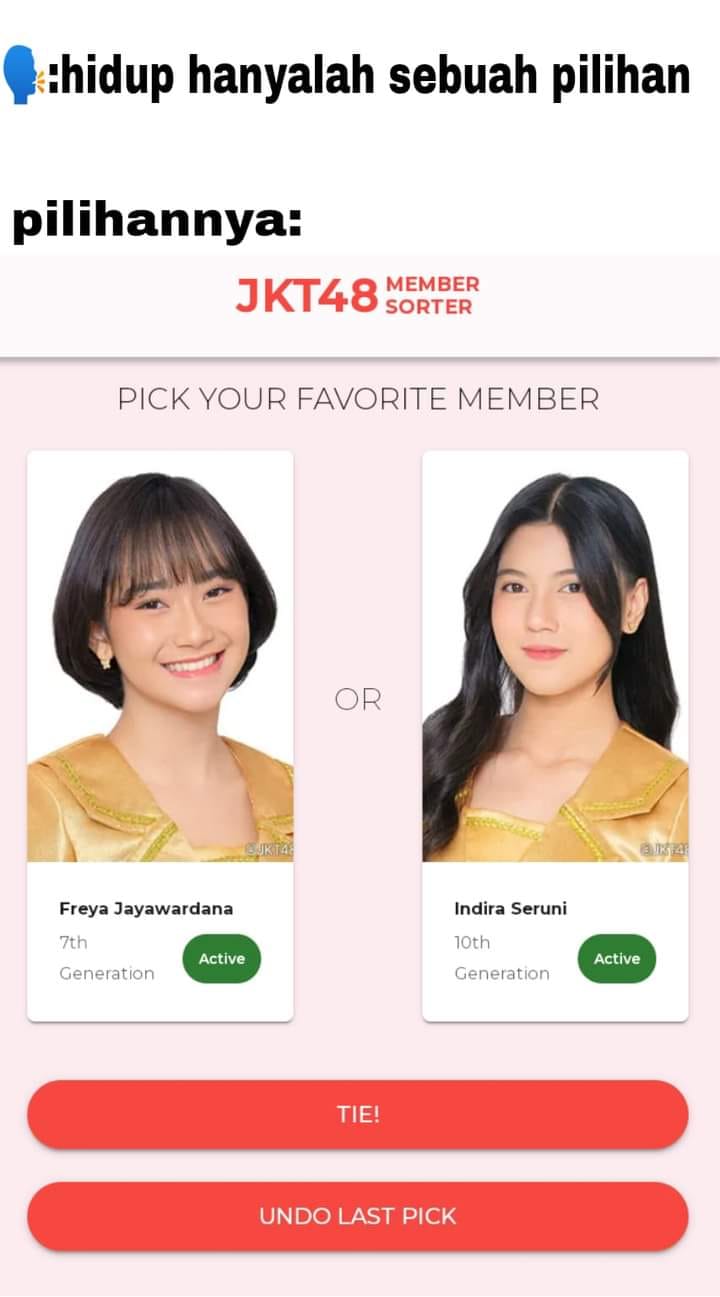 :hidup hanyalah sebuah pilihan
pilihannya:
JKT48 MEMBER SORTER
PICK YOUR FAVORITE MEMBER
©JKT48
OR
©JKT48
Freya Jayawardana
7th
Generation
Active
Indira Seruni
10th
Generation
Active
TIE!
UNDO LAST PICK